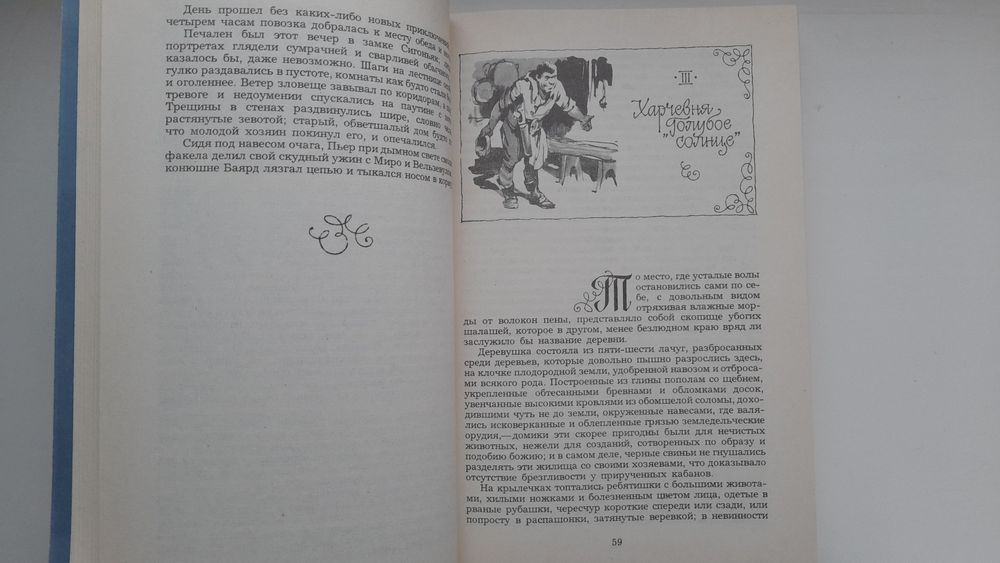 День прошел без каких-либо новых приключений,
четырем часам повозка добралась к месту обеда и
Печален был этот вечер в замке Сигоньяк;
портретах глядели сумрачней и сварливей обычного,
казалось бы, даже невозможно. Шаги на лестнице
гулко раздавались в пустоте, комнаты как будто стали
и оголеннее. Ветер зловеще завывал по коридорам, а
тревоге и недоумении спускались на паутине с
Трещины в стенах раздвинулись шире, словно
растянутые зевотой; старый, обветшалый дом будто
что молодой хозяин покинул его, и опечалился.
Сидя под навесом очага, Пьер при дымном свете
факела делил свой скудный ужин с Миро и Вельзевулом,
конюшне Баярд лязгал цепью и тыкался носом в
· III ·
Харчевня
„Голубое
солнце"
То место, где усталые волы
остановились сами по се-
бе, с довольным видом
отряхивая влажные мор-
ды от волокон пены, представляло собой скопище убогих
шалашей, которое в другом, менее безлюдном краю вряд ли
заслужило бы название деревни.
Деревушка состояла из пяти-шести лачуг, разбросанных
среди деревьев, которые довольно пышно разрослись здесь,
на клочке плодородной земли, удобренной навозом и отброса-
ми всякого рода. Построенные из глины пополам со щебнем,
укрепленные обтесанными бревнами и обломками досок,
увенчанные высокими кровлями из обомшелой соломы, дохо-
дившими чуть не до земли, окруженные навесами, где валя-
лись исковерканные и облепленные грязью земледельческие
орудия,—домики эти скорее пригодны были для нечистых
животных, нежели для созданий, сотворенных по образу и
подобию божию; и в самом деле, черные свиньи не гнушались
разделять эти жилища со своими хозяевами, что доказывало
отсутствие брезгливости у прирученных кабанов.
На крылечках топтались ребятишки с большими живота-
ми, хилыми ножками и болезненным цветом лица, одетые в
рваные рубашки, чересчур короткие спереди или сзади, или
попросту в распашонки, затянутые веревкой; в невинности
59